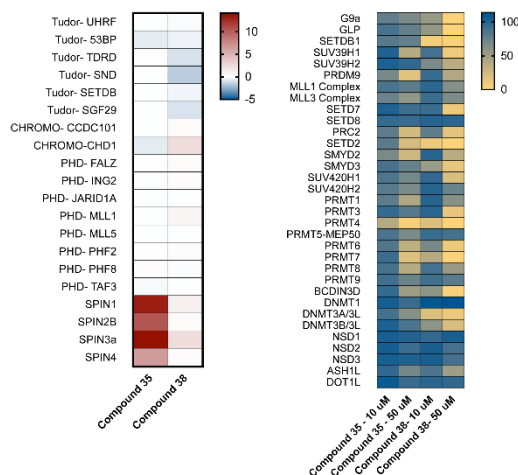 Tudor- UHRF
Tudor- 53BP
Tudor- TDRD
Tudor- SND
Tudor- SETDB
Tudor- SGF29
CHROMO- CCDC101
CHROMO-CHD1
PHD- FALZ
PHD- ING2
PHD- JARID1A
PHD- MLL1
PHD- MLL5
PHD- PHF2
PHD- PHF8
PHD- TAF3
SPIN1
SPIN2B
SPIN3a
SPIN4
Compound 35
Compound 38
10
5
0
-5
G9a
GLP
SETDB1
SUV39H1
SUV39H2
PRDM9
MLL1 Complex
MLL3 Complex
SETD7
SETD8
PRC2
SETD2
SMYD2
SMYD3
SUV420H1
SUV420H2
PRMT1
PRMT3
PRMT4
PRMT5-MEP50
PRMT6
PRMT7
PRMT8
PRMT9
BCDIN3D
DNMT1
DNMT3A/3L
DNMT3B/3L
NSD1
NSD2
NSD3
ASH1L
DOT1L
Compound 35 - 10 uM
Compound 35 - 50 uM
Compound 38- 10 uM
Compound 38- 50 uM
100
50
0